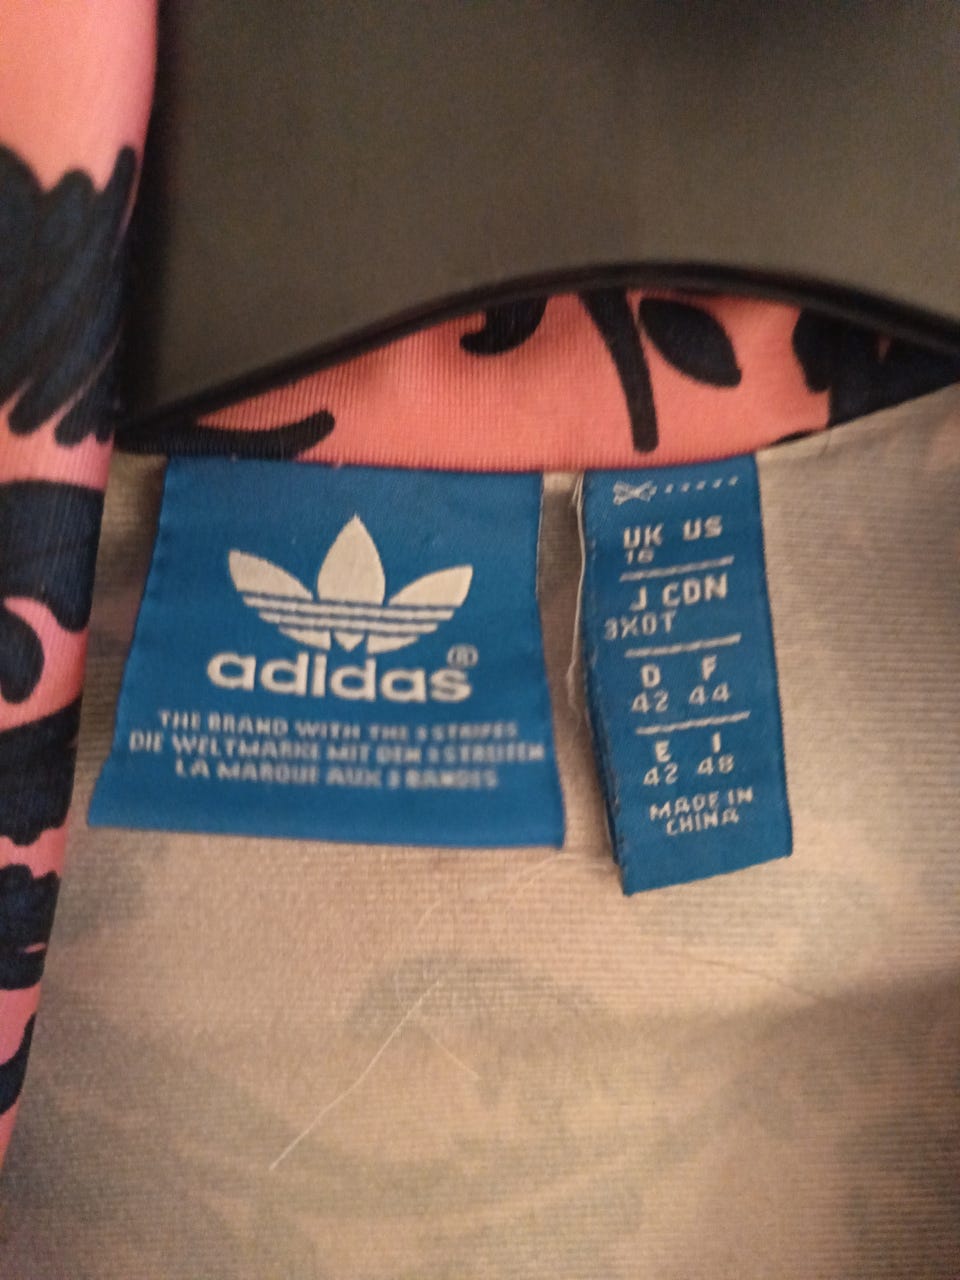 adidas®
THE BRAND WITH THE 3 STRIPES
DIE WELTMARKE MIT DEN 3 STREIFEN
LA MARQUE AUX 3 BANDES
UK US
16
J CDN
3XOT
D F
42 44
E I
42 48
MADE IN
CHINA